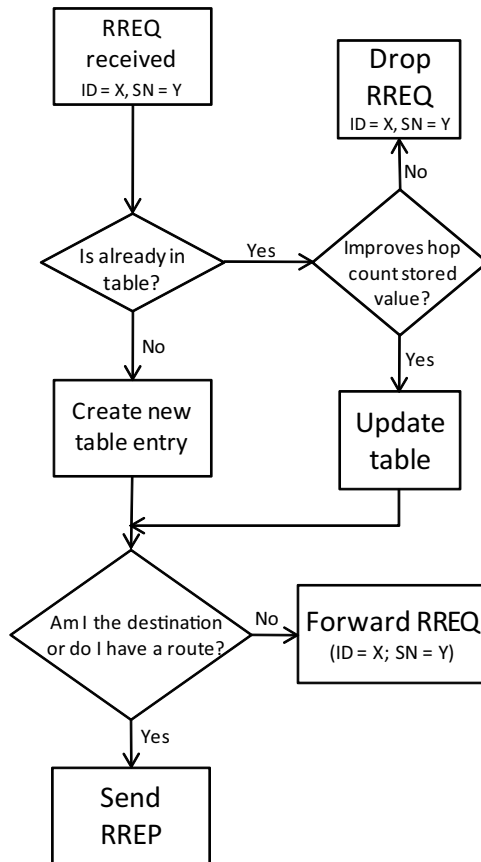 RREQ
received
ID = X, SN = Y
Drop
RREQ
ID = X, SN = Y
No
Is already in
table?
Yes
Improves hop
count stored
value?
No
Yes
Create new
table entry
Update
table
Am I the destination
or do I have a route?
No
Forward RREQ
(ID = X; SN = Y)
Yes
Send
RREP